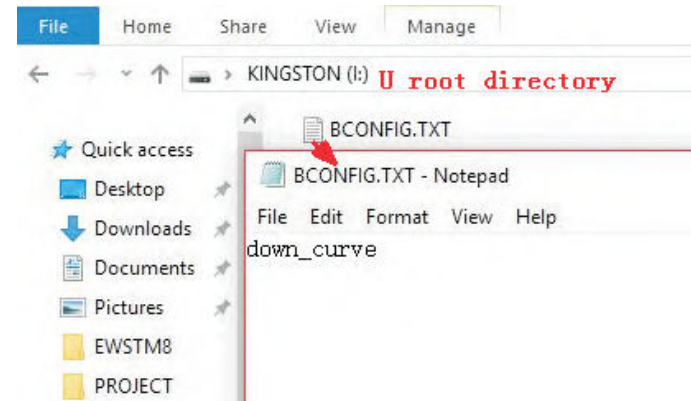 File Home Share View Manage
KINGSTON (I:) U root directory
BCONFIG.TXT
Quick access
BCONFIG.TXT - Notepad
Desktop
File Edit Format View Help
Downloads
down_curve
Documents
Pictures
EWSTM8
PROJECT